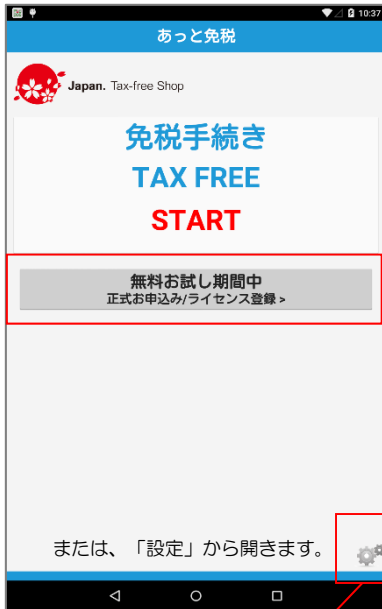 10:37
あっと免税
Japan. Tax-free Shop
免税手続き
TAX FREE
START
無料お試し期間中
正式お申込み/ライセンス登録 >
または、「設定」から開きます。